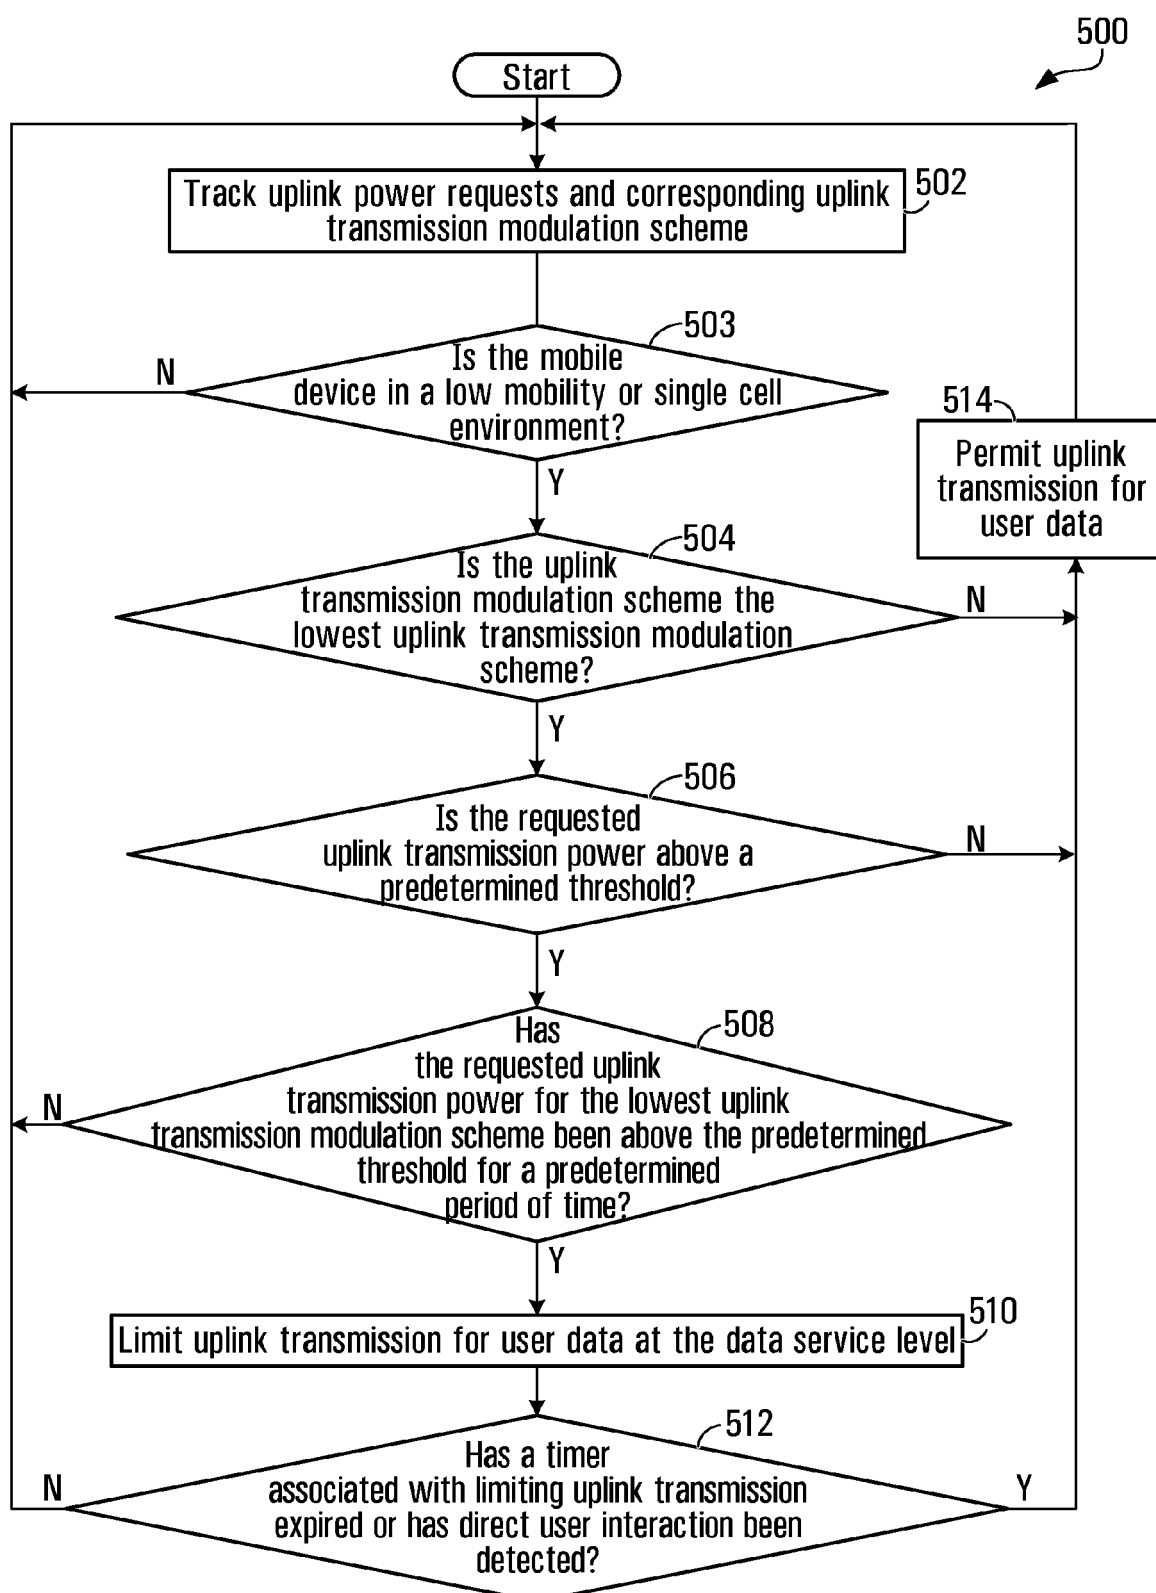 500
Start
Track uplink power requests and corresponding uplink
transmission modulation scheme
502
503
Is the mobile
device in a low mobility or single cell
environment?
N
Y
514
Permit uplink
transmission for
user data
504
Is the uplink
transmission modulation scheme the
lowest uplink transmission modulation
scheme?
N
Y
506
Is the requested
uplink transmission power above a
predetermined threshold?
N
Y
508
Has
the requested uplink
transmission power for the lowest uplink
transmission modulation scheme been above the predetermined
threshold for a predetermined
period of time?
N
Y
510
Limit uplink transmission for user data at the data service level
512
Has a timer
associated with limiting uplink transmission
expired or has direct user interaction been
detected?
N
Y